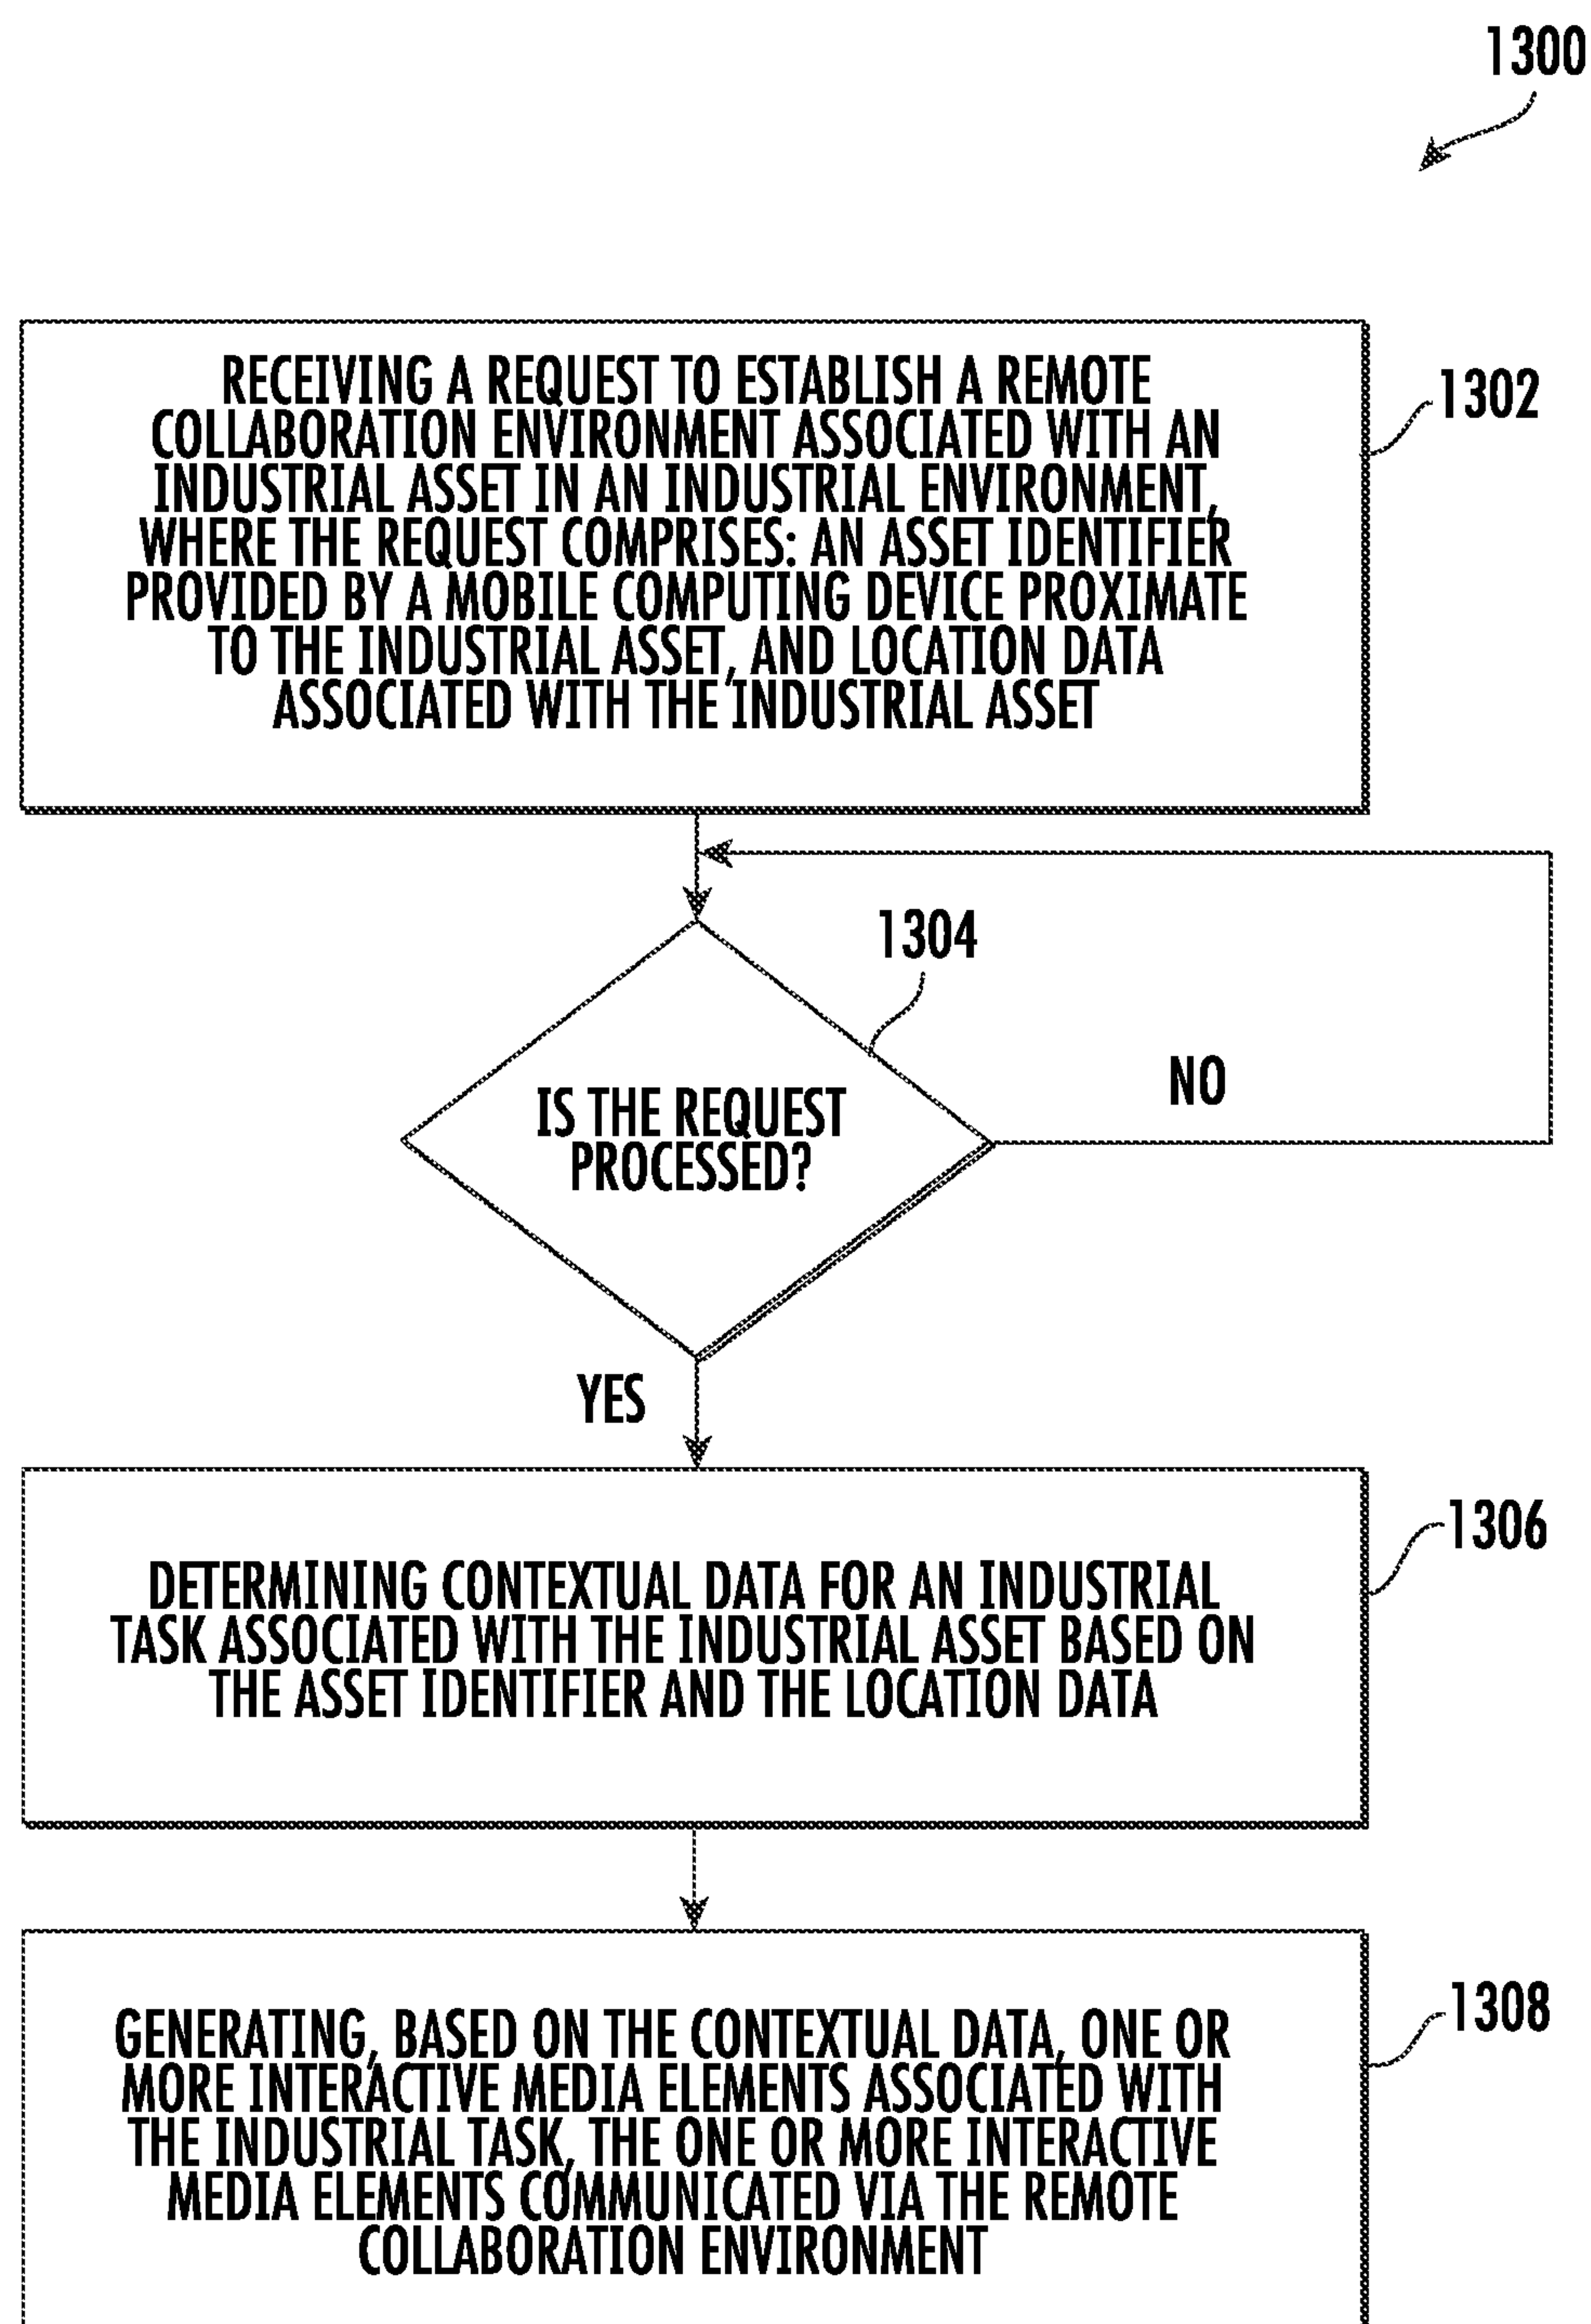 1300
RECEIVING A REQUEST TO ESTABLISH A REMOTE
COLLABORATION ENVIRONMENT ASSOCIATED WITH AN
INDUSTRIAL ASSET IN AN INDUSTRIAL ENVIRONMENT,
WHERE THE REQUEST COMPRISES: AN ASSET IDENTIFIER
PROVIDED BY A MOBILE COMPUTING DEVICE PROXIMATE
TO THE INDUSTRIAL ASSET, AND LOCATION DATA
ASSOCIATED WITH THE INDUSTRIAL ASSET
1302
1304
IS THE REQUEST
PROCESSED?
NO
YES
DETERMINING CONTEXTUAL DATA FOR AN INDUSTRIAL
TASK ASSOCIATED WITH THE INDUSTRIAL ASSET BASED ON
THE ASSET IDENTIFIER AND THE LOCATION DATA
1306
GENERATING, BASED ON THE CONTEXTUAL DATA, ONE OR
MORE INTERACTIVE MEDIA ELEMENTS ASSOCIATED WITH
THE INDUSTRIAL TASK, THE ONE OR MORE INTERACTIVE
MEDIA ELEMENTS COMMUNICATED VIA THE REMOTE
COLLABORATION ENVIRONMENT
1308